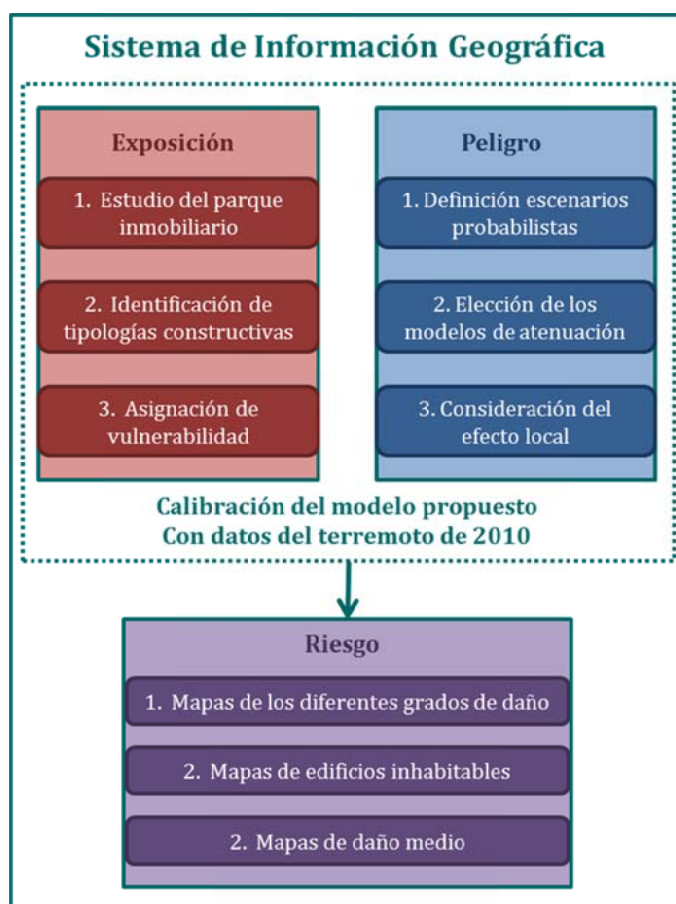 Sistema de Información Geográfica
Exposición
1. Estudio del parque
inmobiliario
2. Identificación de
tipologías constructivas
3. Asignación de
vulnerabilidad
Peligro
1. Definición escenarios
probabilistas
2. Elección de los
modelos de atenuación
3. Consideración del
efecto local
Calibración del modelo propuesto
Con datos del terremoto de 2010
Riesgo
1. Mapas de los diferentes grados de daño
2. Mapas de edificios inhabitables
2. Mapas de daño medio